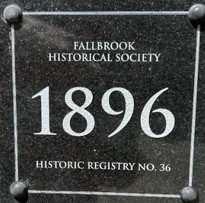 FALLBROOK
HISTORICAL SOCIETY
1896
HISTORIC REGISTRY NO. 36